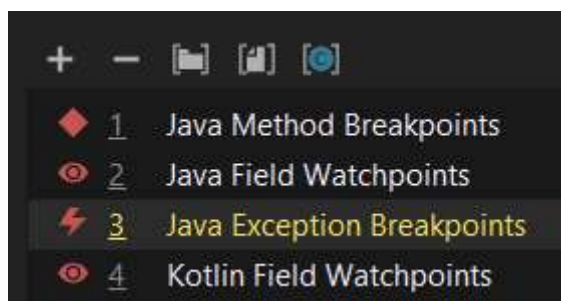 1 Java Method Breakpoints
2 Java Field Watchpoints
3 Java Exception Breakpoints
4 Kotlin Field Watchpoints